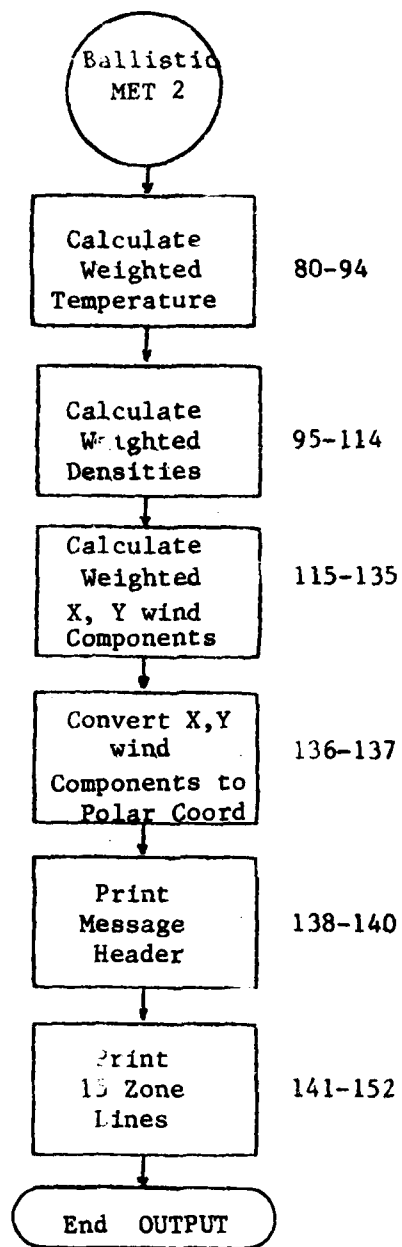 Ballistic
MET 2
Calculate
Weighted
Temperature
80-94
Calculate
Weighted
Densities
95-114
Calculate
Weighted
X, Y wind
Components
115-135
Convert X,Y
wind
Components to
Polar Coord
136-137
Print
Message
Header
138-140
Print
15 Zone
Lines
141-152
End OUTPUT